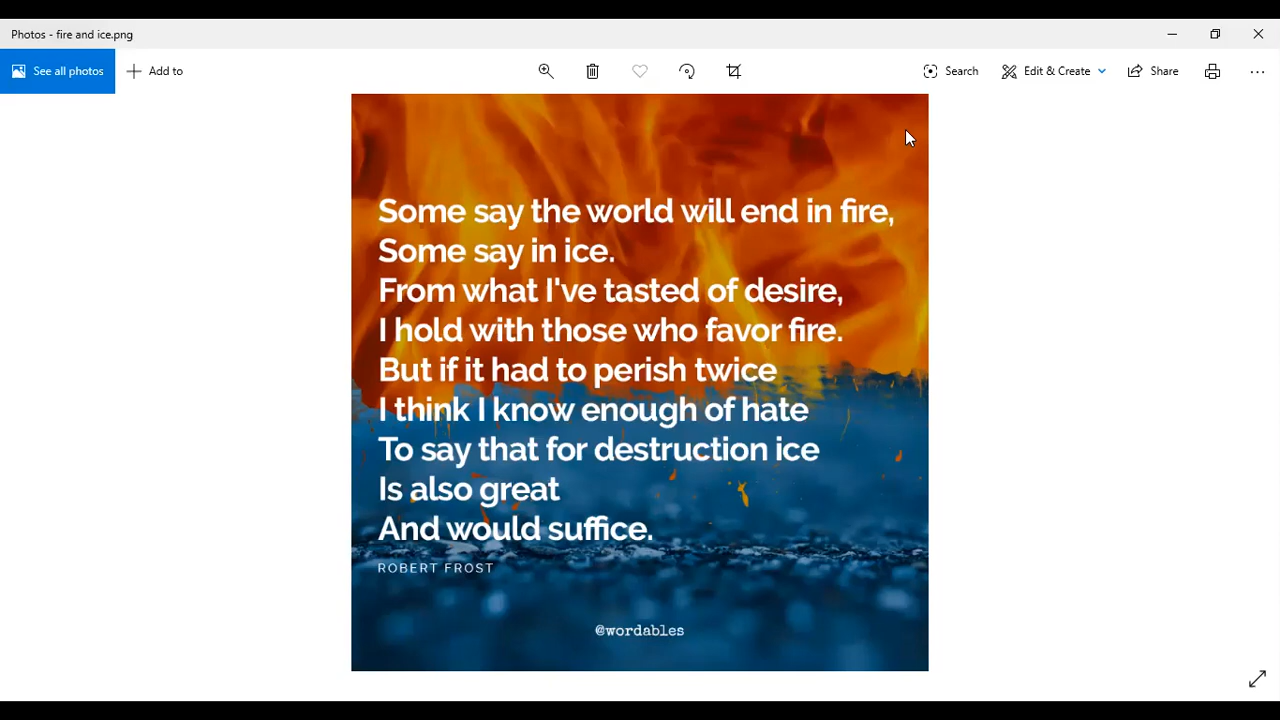 Photos - fire and ice.png
See all photos
Add to
Search
Edit & Create
Share
Some say the world will end in fire,
Some say in ice.
From what I've tasted of desire,
I hold with those who favor fire.
But if it had to perish twice
I think I know enough of hate
To say that for destruction ice
Is also great
And would suffice.
ROBERT FROST
@wordables